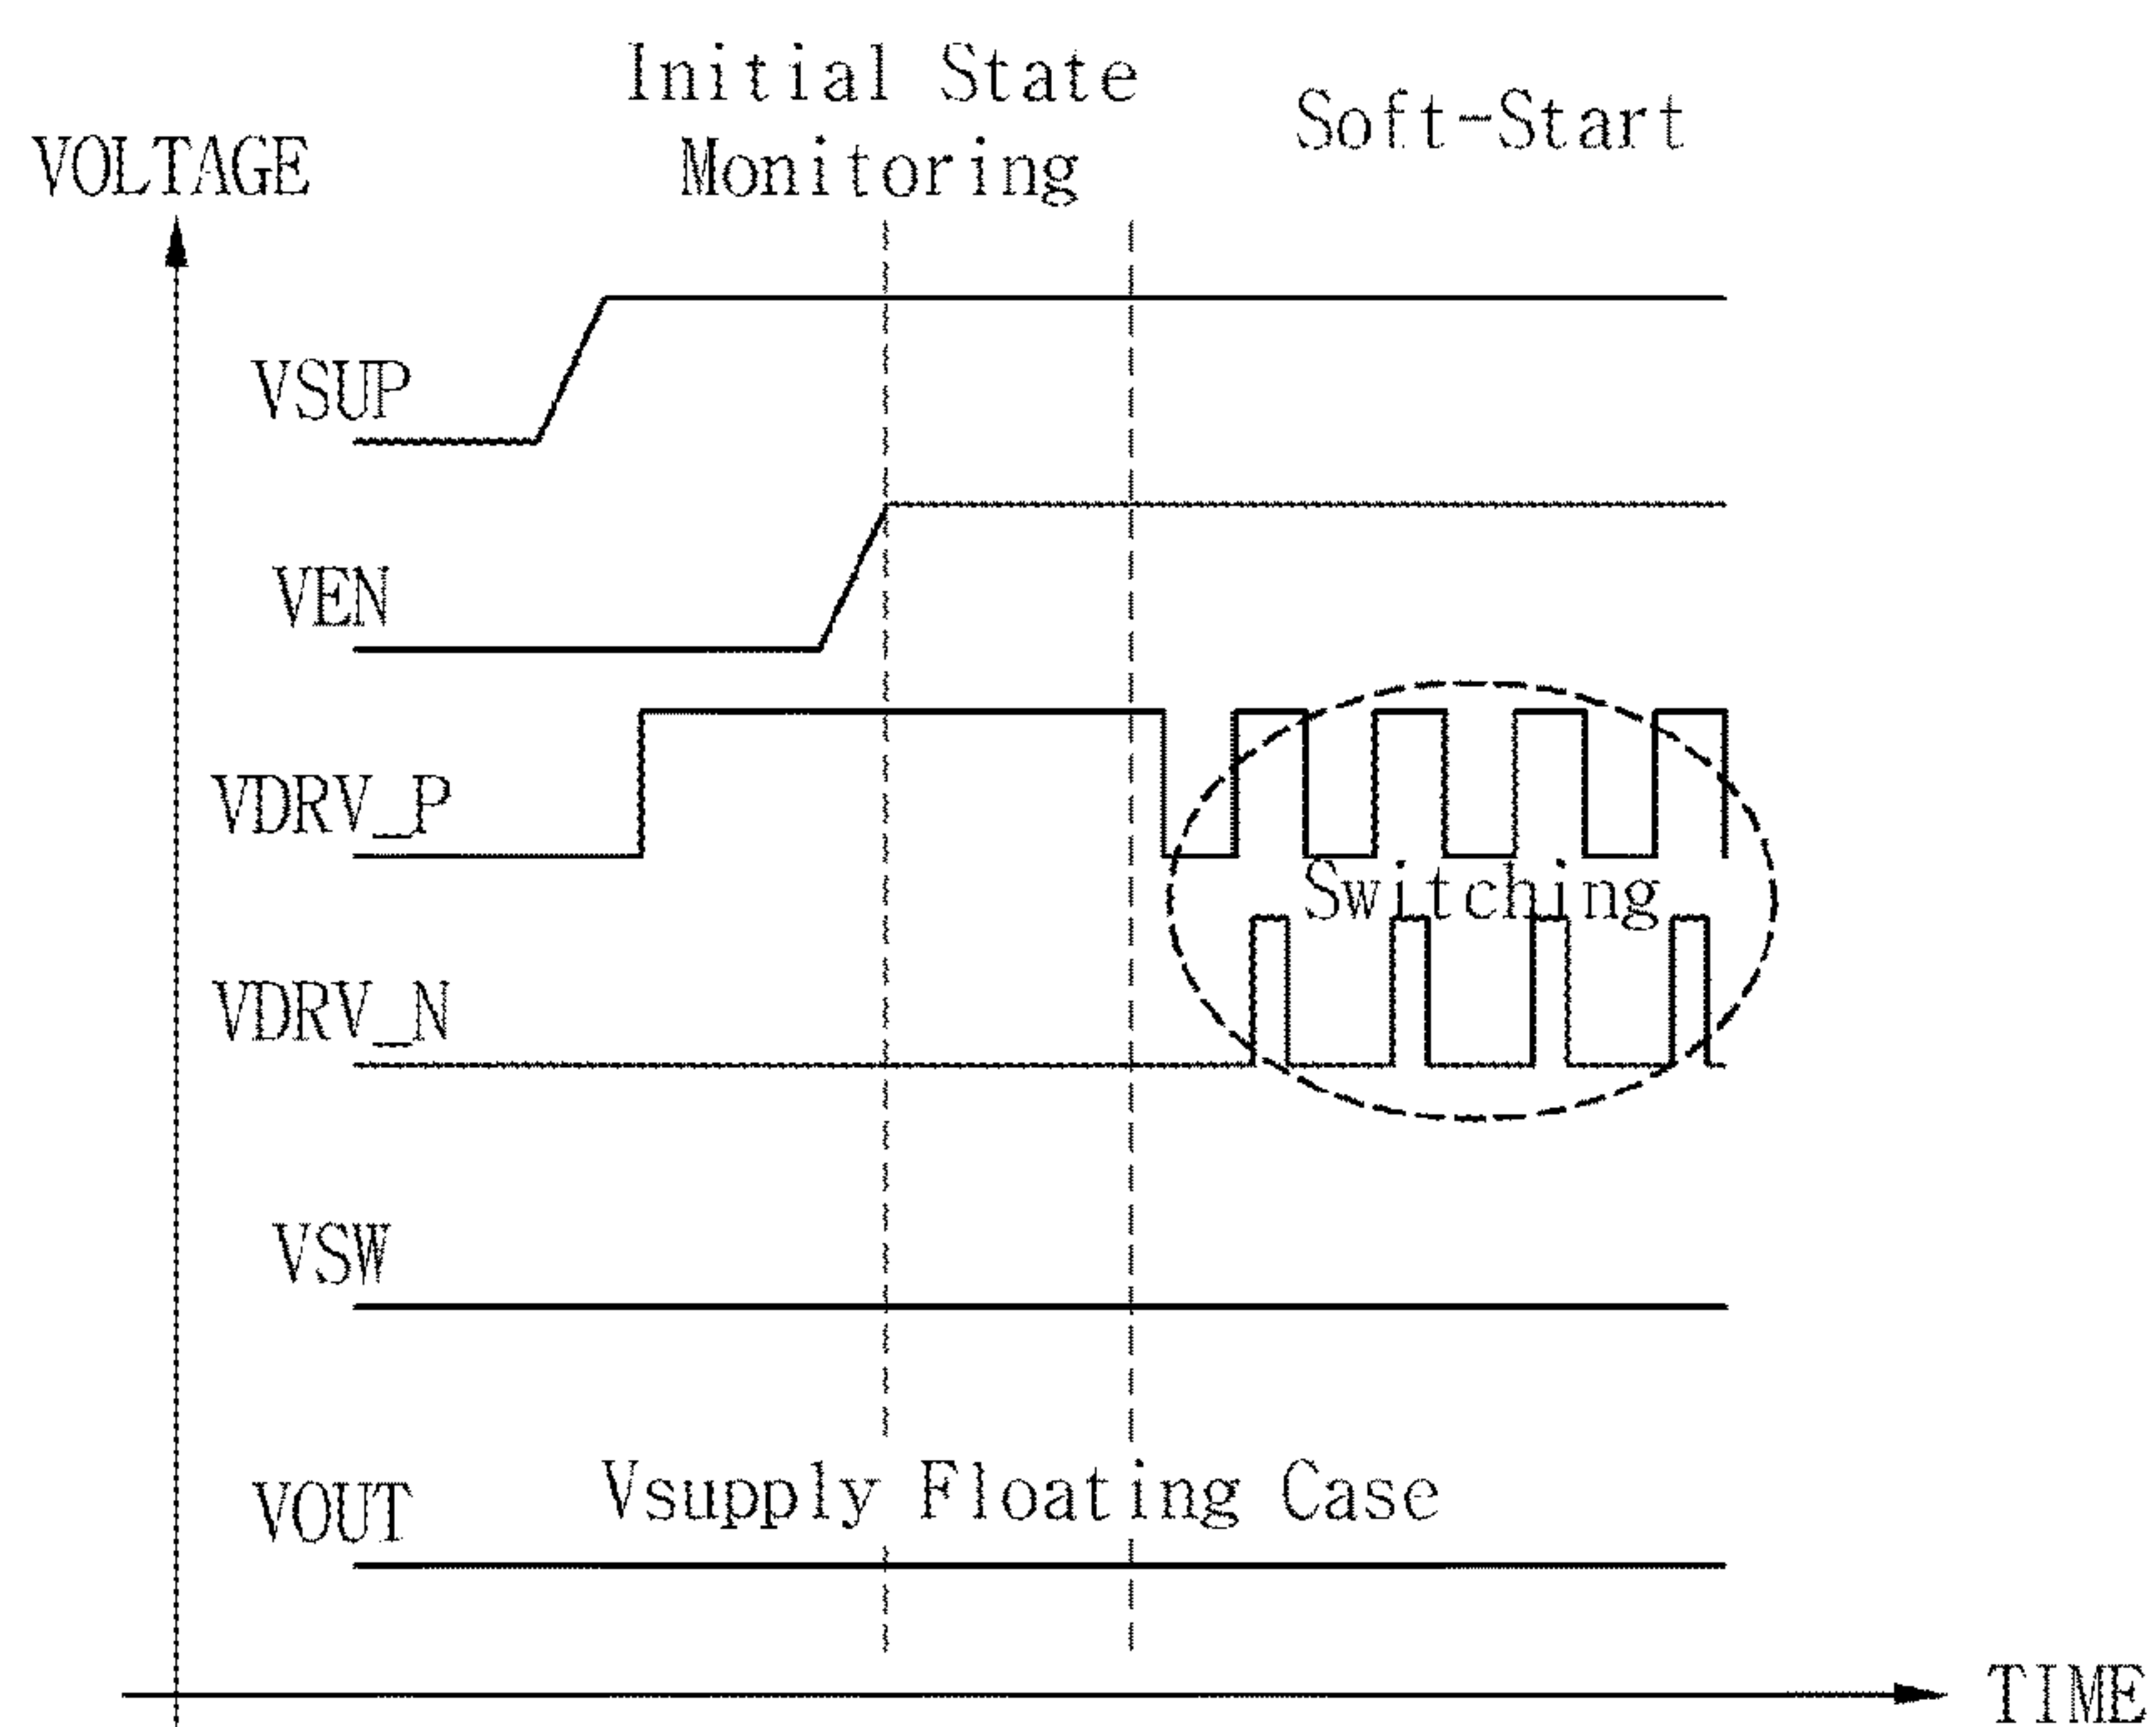 Initial State
Monitoring
Soft-Start
VOLTAGE
VSUP
VEN
VDRV_P
Switching
VDRV_N
VSW
Vsupply Floating Case
VOUT
TIME